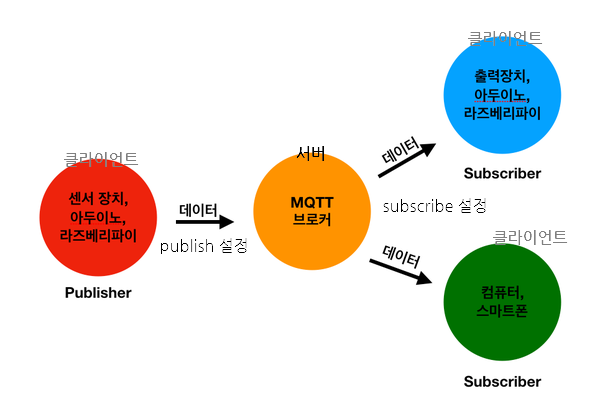 클라이언트
센서 장치,
아두이노,
라즈베리파이
Publisher
데이터
publish 설정
서버
MQTT
브로커
데이터
subscribe 설정
데이터
클라이언트
출력장치,
아두이노,
라즈베리파이
Subscriber
클라이언트
컴퓨터,
스마트폰
Subscriber